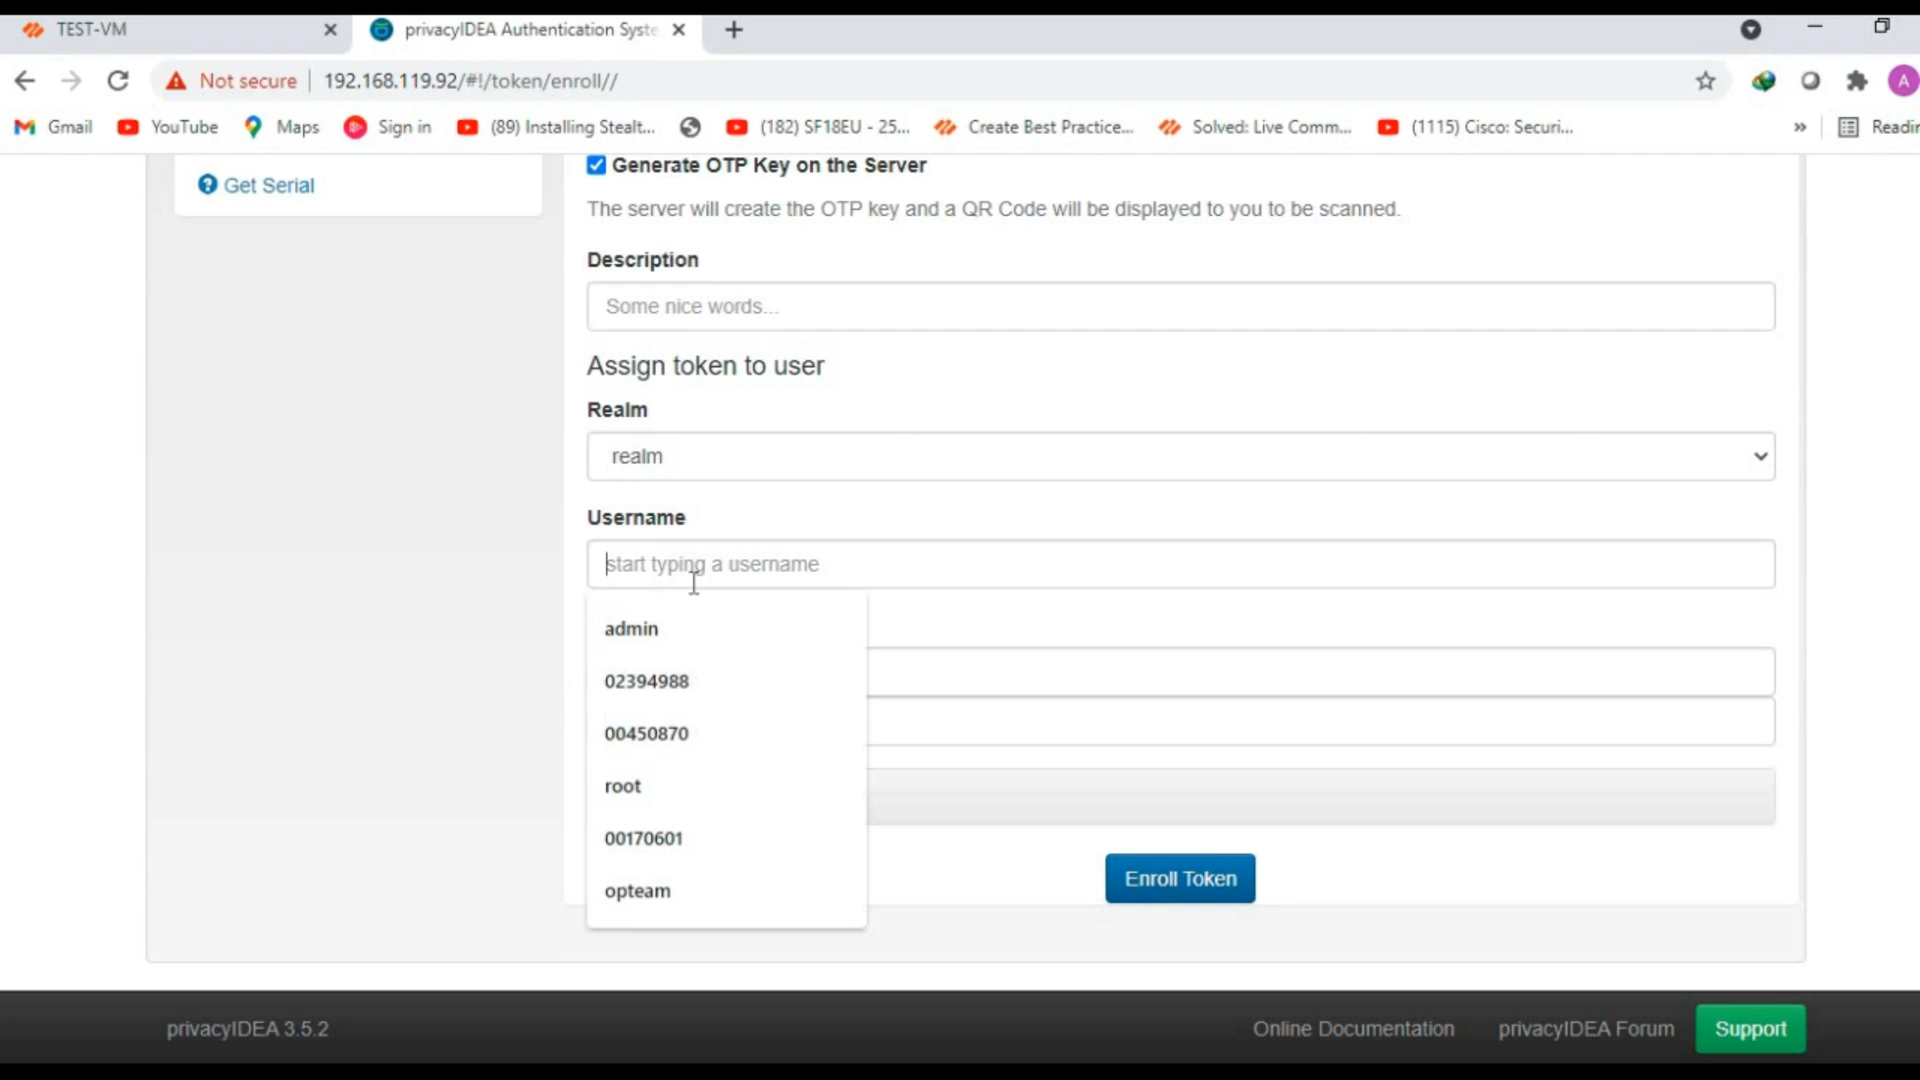 TEST-VM
privacyIDEA Authentication Syste
Not secure
192.168.119.92/#!/token/enroll//
A
Gmail
YouTube
Maps
Sign in
(89) Installing Stealt...
(182) SF18EU - 25...
Create Best Practice...
Solved: Live Comm...
(1115) Cisco: Securi...
»
Readin
Get Serial
Generate OTP Key on the Server
The server will create the OTP key and a QR Code will be displayed to you to be scanned.
Description
Some nice words...
Assign token to user
Realm
realm
Username
start typing a username
admin
02394988
00450870
root
00170601
opteam
Enroll Token
privacyIDEA 3.5.2
Online Documentation
privacyIDEA Forum
Support